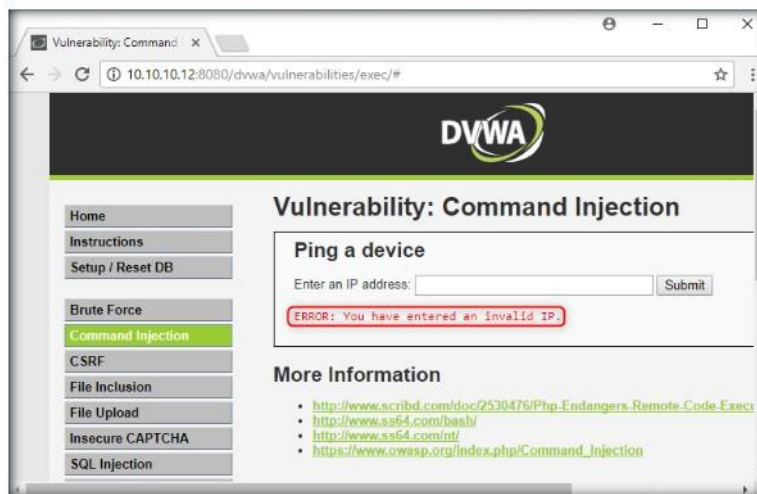 Vulnerability: Command
10.10.10.12:8080/dvwa/vulnerabilities/exec/#
DVWA
Home
Instructions
Setup / Reset DB
Brute Force
Command Injection
CSRF
File Inclusion
File Upload
Insecure CAPTCHA
SQL Injection
Vulnerability: Command Injection
Ping a device
Enter an IP address:
Submit
ERROR: You have entered an invalid IP.
More Information
http://www.scribd.com/doc/2530476/Php-Endangers-Remote-Code-Execu
http://www.ss64.com/bash/
http://www.ss64.com/nt/
https://www.owasp.org/index.php/Command_Injection